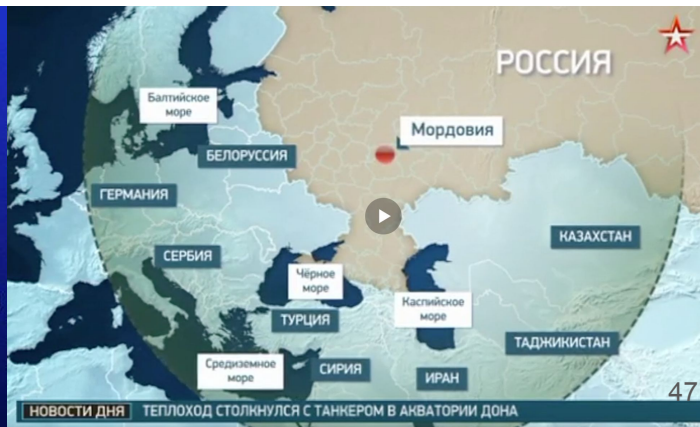 РОССИЯ
Балтийское
море
Мордовия
БЕЛОРУССИЯ
ГЕРМАНИЯ
КАЗАХСТАН
СЕРБИЯ
Чёрное
море
Каспийское
море
ТУРЦИЯ
ТАДЖИКИСТАН
Средиземное
море
СИРИЯ
ИРАН
47
НОВОСТИ ДНЯ ТЕПЛОХОД СТОЛКНУЛСЯ С ТАНКЕРОМ В АКВАТОРИИ ДОНА